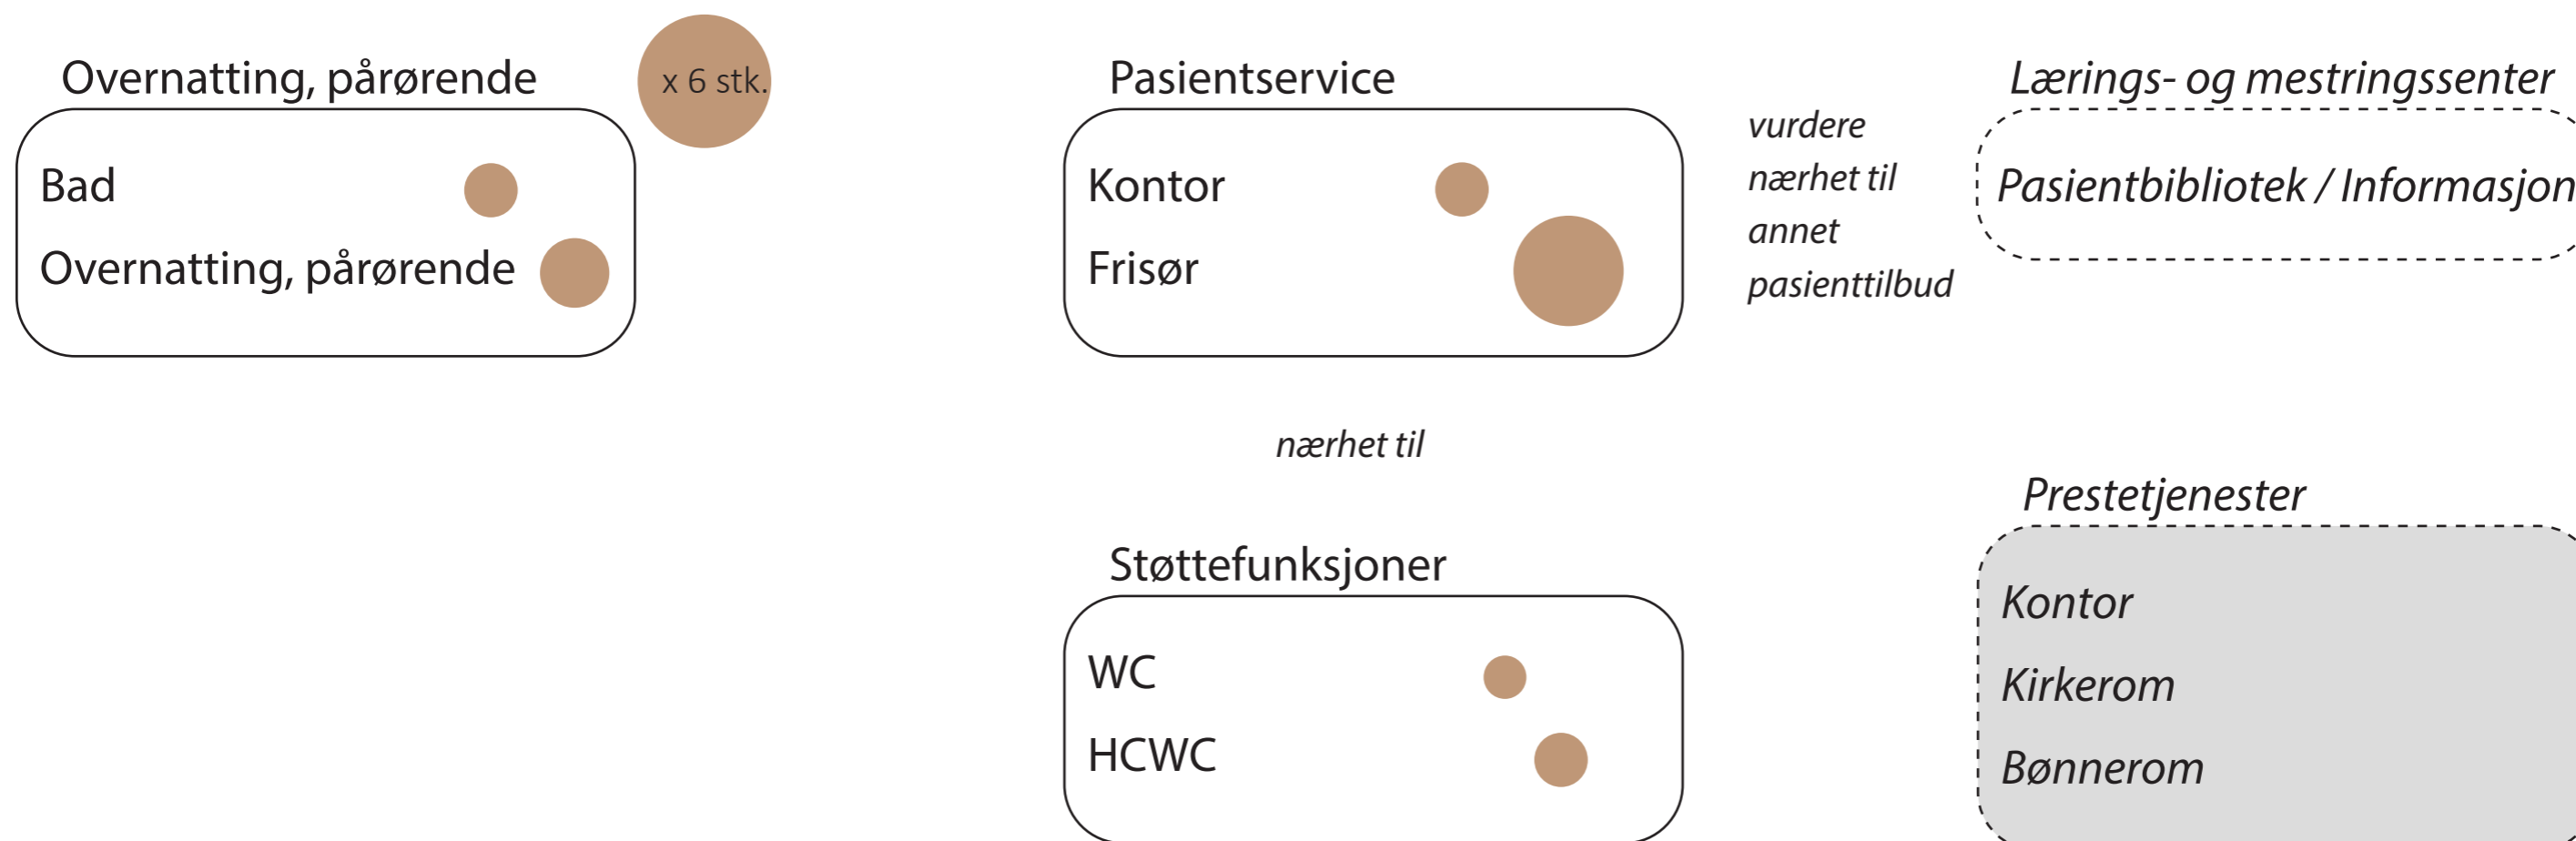 Overnatting, pårørende
x 6 stk.
Bad
Overnatting, pårørende
Pasientservice
Kontor
Frisør
vurdere
nærhet til
annet
pasienttilbud
Lærings- og mestringssenter
Pasientbibliotek / Informasjon
nærhet til
Støttefunksjoner
WC
HCWC
Prestetjenester
Kontor
Kirkerom
Bønnerom